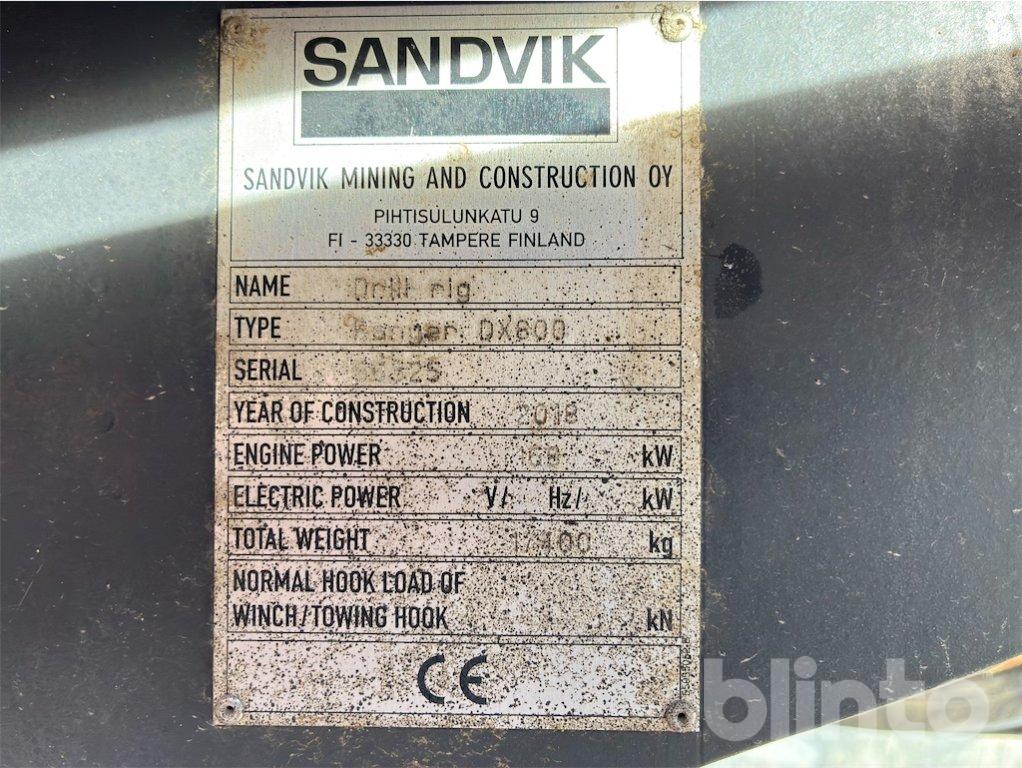 SANDVIK
SANDVIK MINING AND CONSTRUCTION OY
PIHTISULUNKATU 9
FI - 33330 TAMPERE FINLAND
NAME Drill rig
TYPE Ranger DX800
SERIAL
YEAR OF CONSTRUCTION 2018
ENGINE POWER kW
ELECTRIC POWER V/ Hz/ kW
TOTAL WEIGHT kg
NORMAL HOOK LOAD OF
WINCH/TOWING HOOK kN
CE
blinto